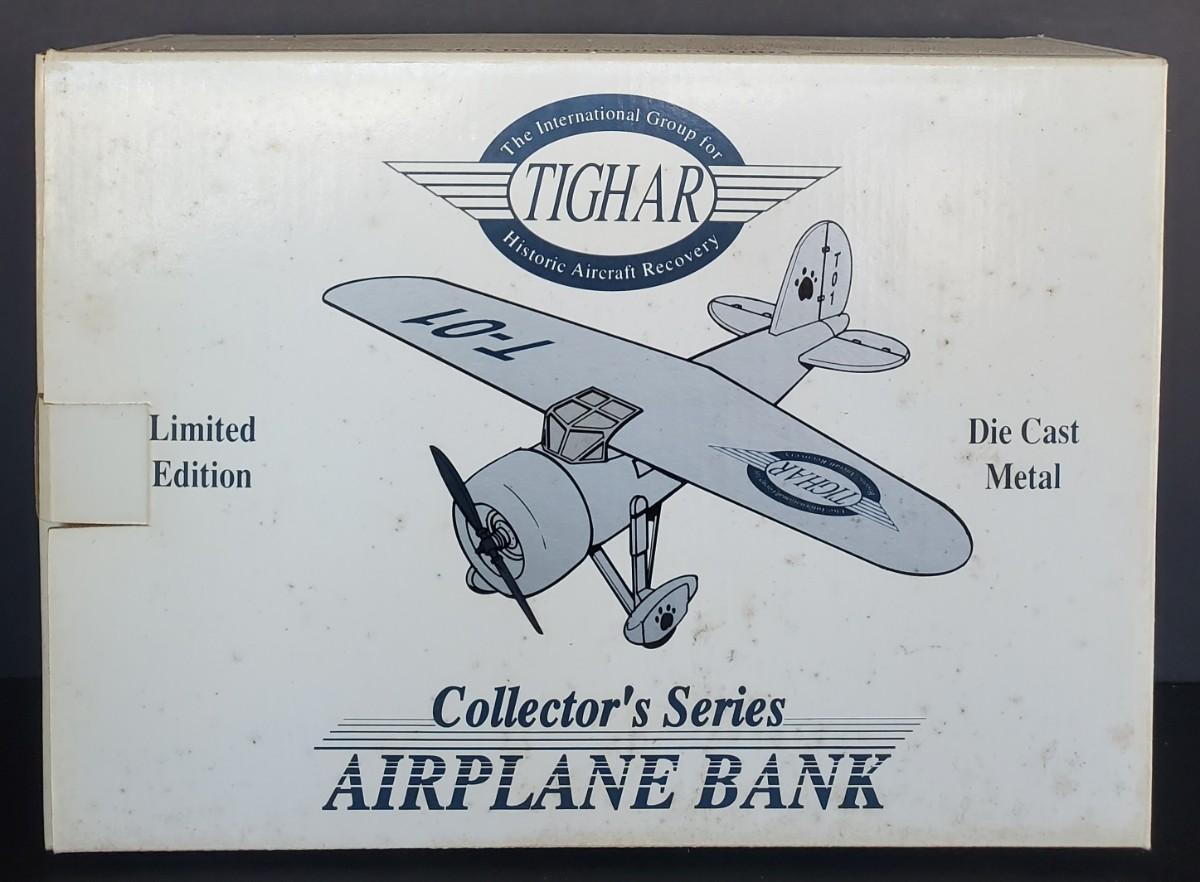 The International Group for
TIGHAR
Historic Aircraft Recovery
T-01
T01
TIGHAR
Limited
Edition
Die Cast
Metal
Collector's Series
AIRPLANE BANK